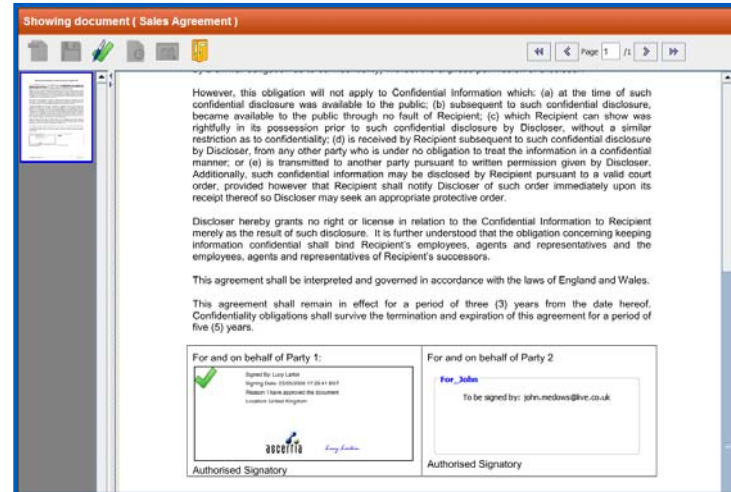 Showing document ( Sales Agreement )
Page 1 /1
However, this obligation will not apply to Confidential Information which: (a) at the time of such
confidential disclosure was available to the public; (b) subsequent to such confidential disclosure,
became available to the public through no fault of Recipient; (c) which Recipient can show was
rightfully in its possession prior to such confidential disclosure by Discloser, without a similar
restriction as to confidentiality; (d) is received by Recipient subsequent to such confidential disclosure
by Discloser, from any other party who is under no obligation to treat the information in a confidential
manner; or (e) is transmitted to another party pursuant to written permission given by Discloser.
Additionally, such confidential information may be disclosed by Recipient pursuant to a valid court
order, provided however that Recipient shall notify Discloser of such order immediately upon its
receipt thereof so Discloser may seek an appropriate protective order.
Discloser hereby grants no right or license in relation to the Confidential Information to Recipient
merely as the result of such disclosure. It is further understood that the obligation concerning keeping
information confidential shall bind Recipient's employees, agents and representatives and the
employees, agents and representatives of Recipient's successors.
This agreement shall be interpreted and governed in accordance with the laws of England and Wales.
This agreement shall remain in effect for a period of three (3) years from the date hereof.
Confidentiality obligations shall survive the termination and expiration of this agreement for a period of
five (5) years.
For and on behalf of Party 1:
Signed By: Lucy Larkin
Reason: I have approved the document
Location: United Kingdom
ascertia
Lucy Larkin
Authorised Signatory
For and on behalf of Party 2
For_John
To be signed by: john.medows@live.co.uk
Authorised Signatory